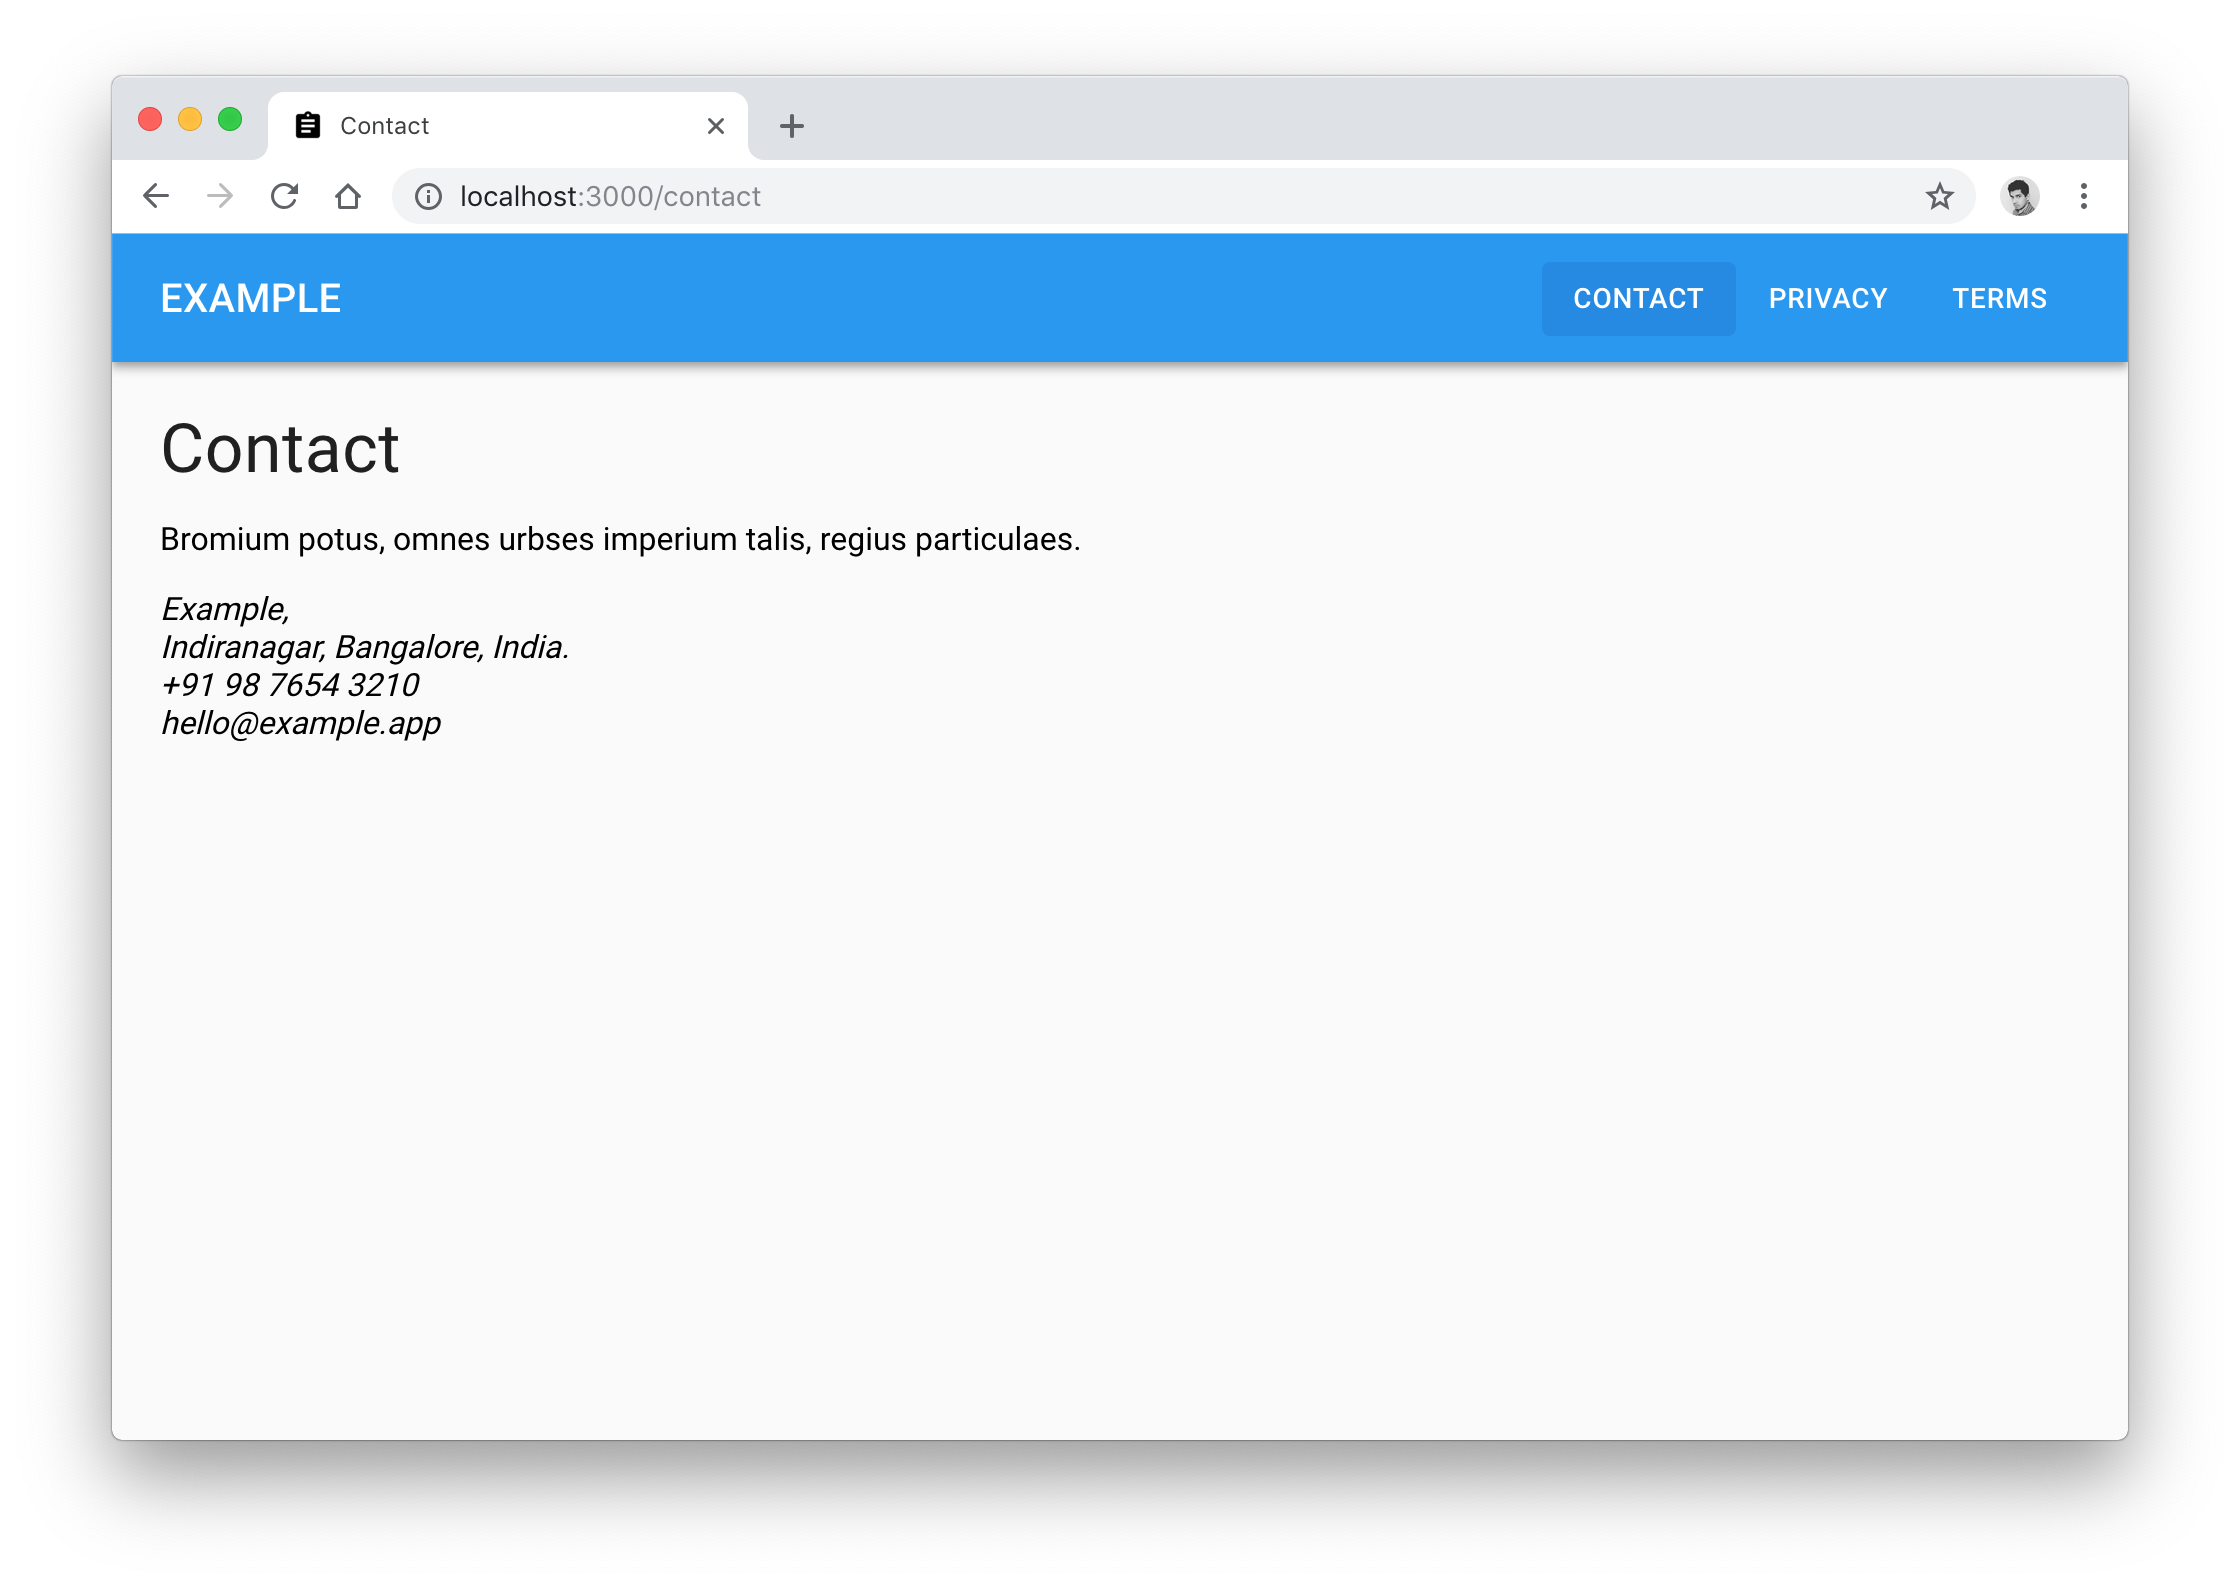 Contact
localhost:3000/contact
EXAMPLE
CONTACT PRIVACY TERMS
Contact
Bromium potus, omnes urbses imperium talis, regius particulaes.
Example,
Indiranagar, Bangalore, India.
+91 98 7654 3210
hello@example.app